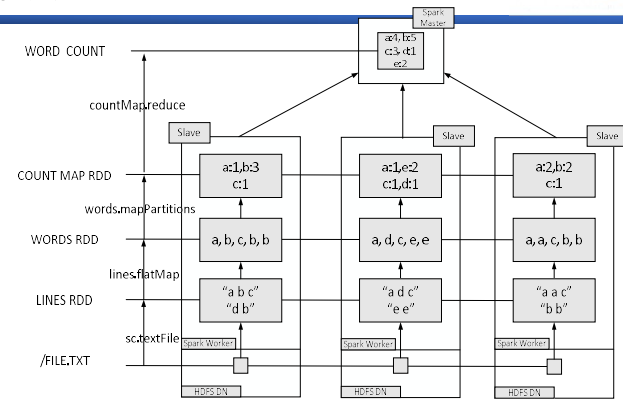 Spark
Master
WORD COUNT
a:4, b:5
c:3, d:1
e:2
countMap.reduce
Slave
Slave
Slave
COUNT MAP RDD
a:1,b:3
c:1
a:1,e:2
c:1,d:1
a:2,b:2
c:1
words.mapPartitions
WORDS RDD
a, b, c, b, b
a, d, c, e, e
a, a, c, b, b
lines.flatMap
LINES RDD
“a b c”
“d b”
“a d c”
“e e”
“a a c”
“b b”
sc.textFile
Spark Worker
Spark Worker
Spark Worker
/FILE.TXT
HDFS DN
HDFS DN
HDFS DN